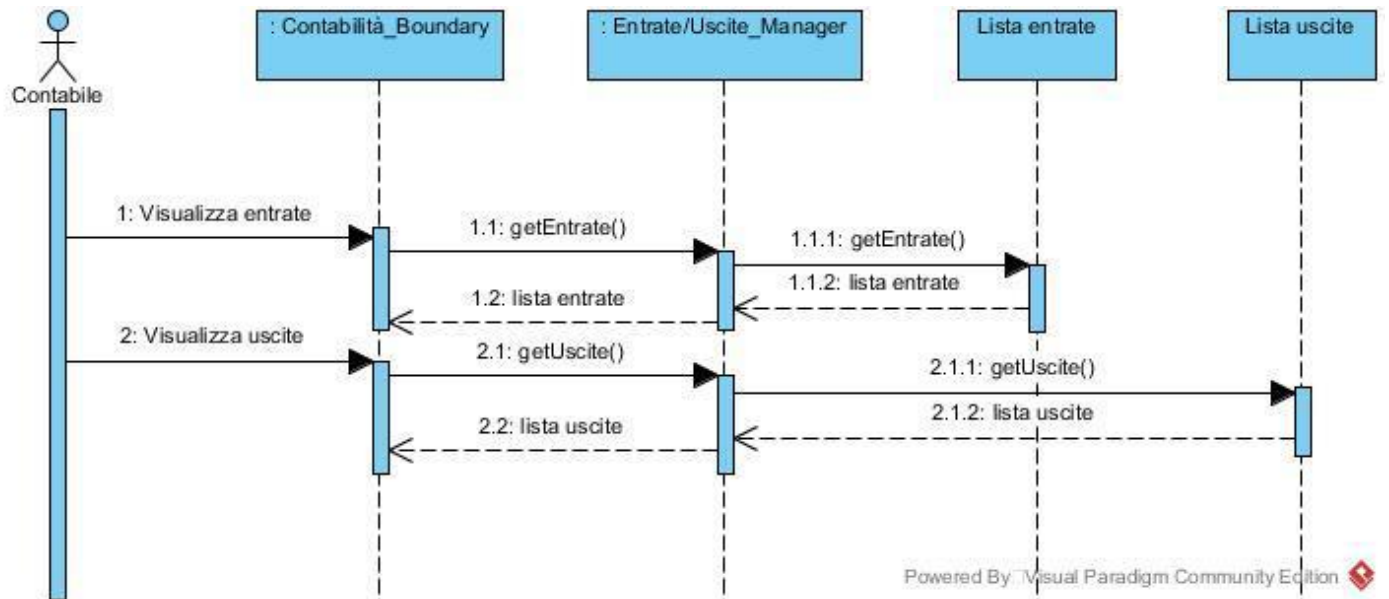 : Contabilità_Boundary
: Entrate/Uscite_Manager
Lista entrate
Lista uscite
Contabile
1: Visualizza entrate
1.1: getEntrate()
1.1.1: getEntrate()
1.1.2: lista entrate
1.2: lista entrate
2: Visualizza uscite
2.1: getUscite()
2.1.1: getUscite()
2.1.2: lista uscite
2.2: lista uscite
Powered By Visual Paradigm Community Edition